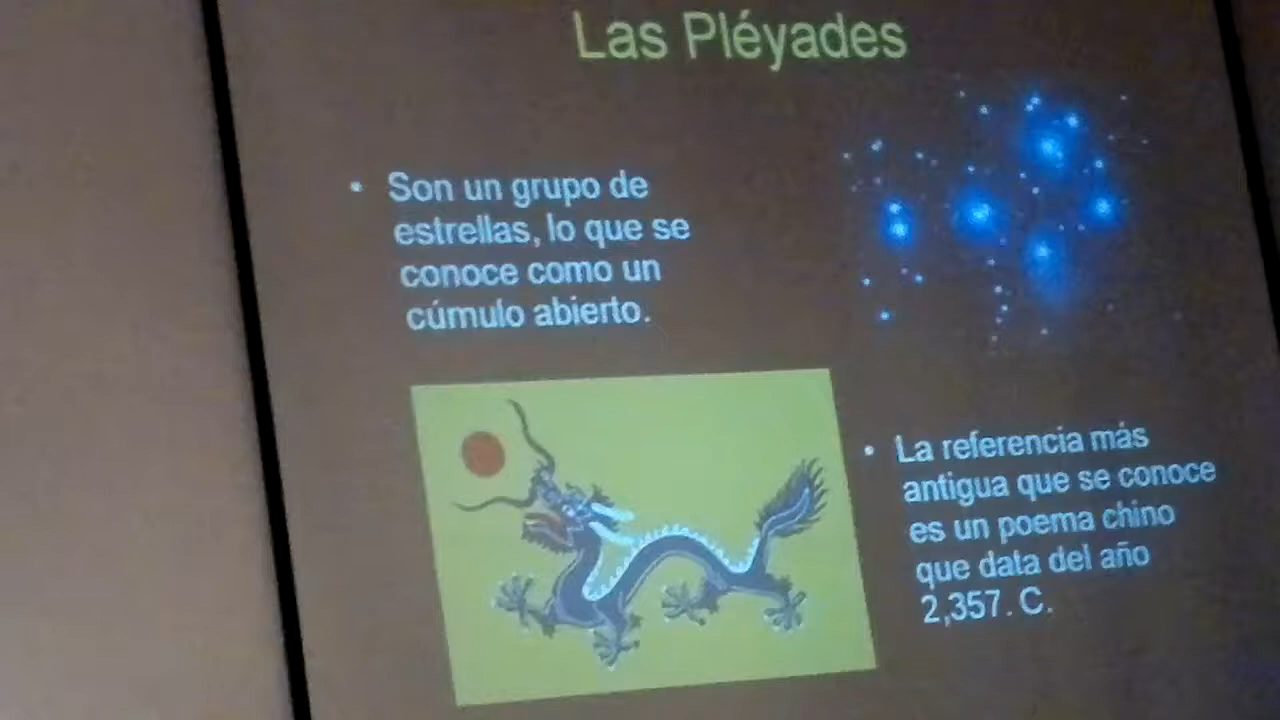 Las Pléyades
• Son un grupo de
estrellas, lo que se
conoce como un
cúmulo abierto.
• La referencia más
antigua que se conoce
es un poema chino
que data del año
2,357. C.